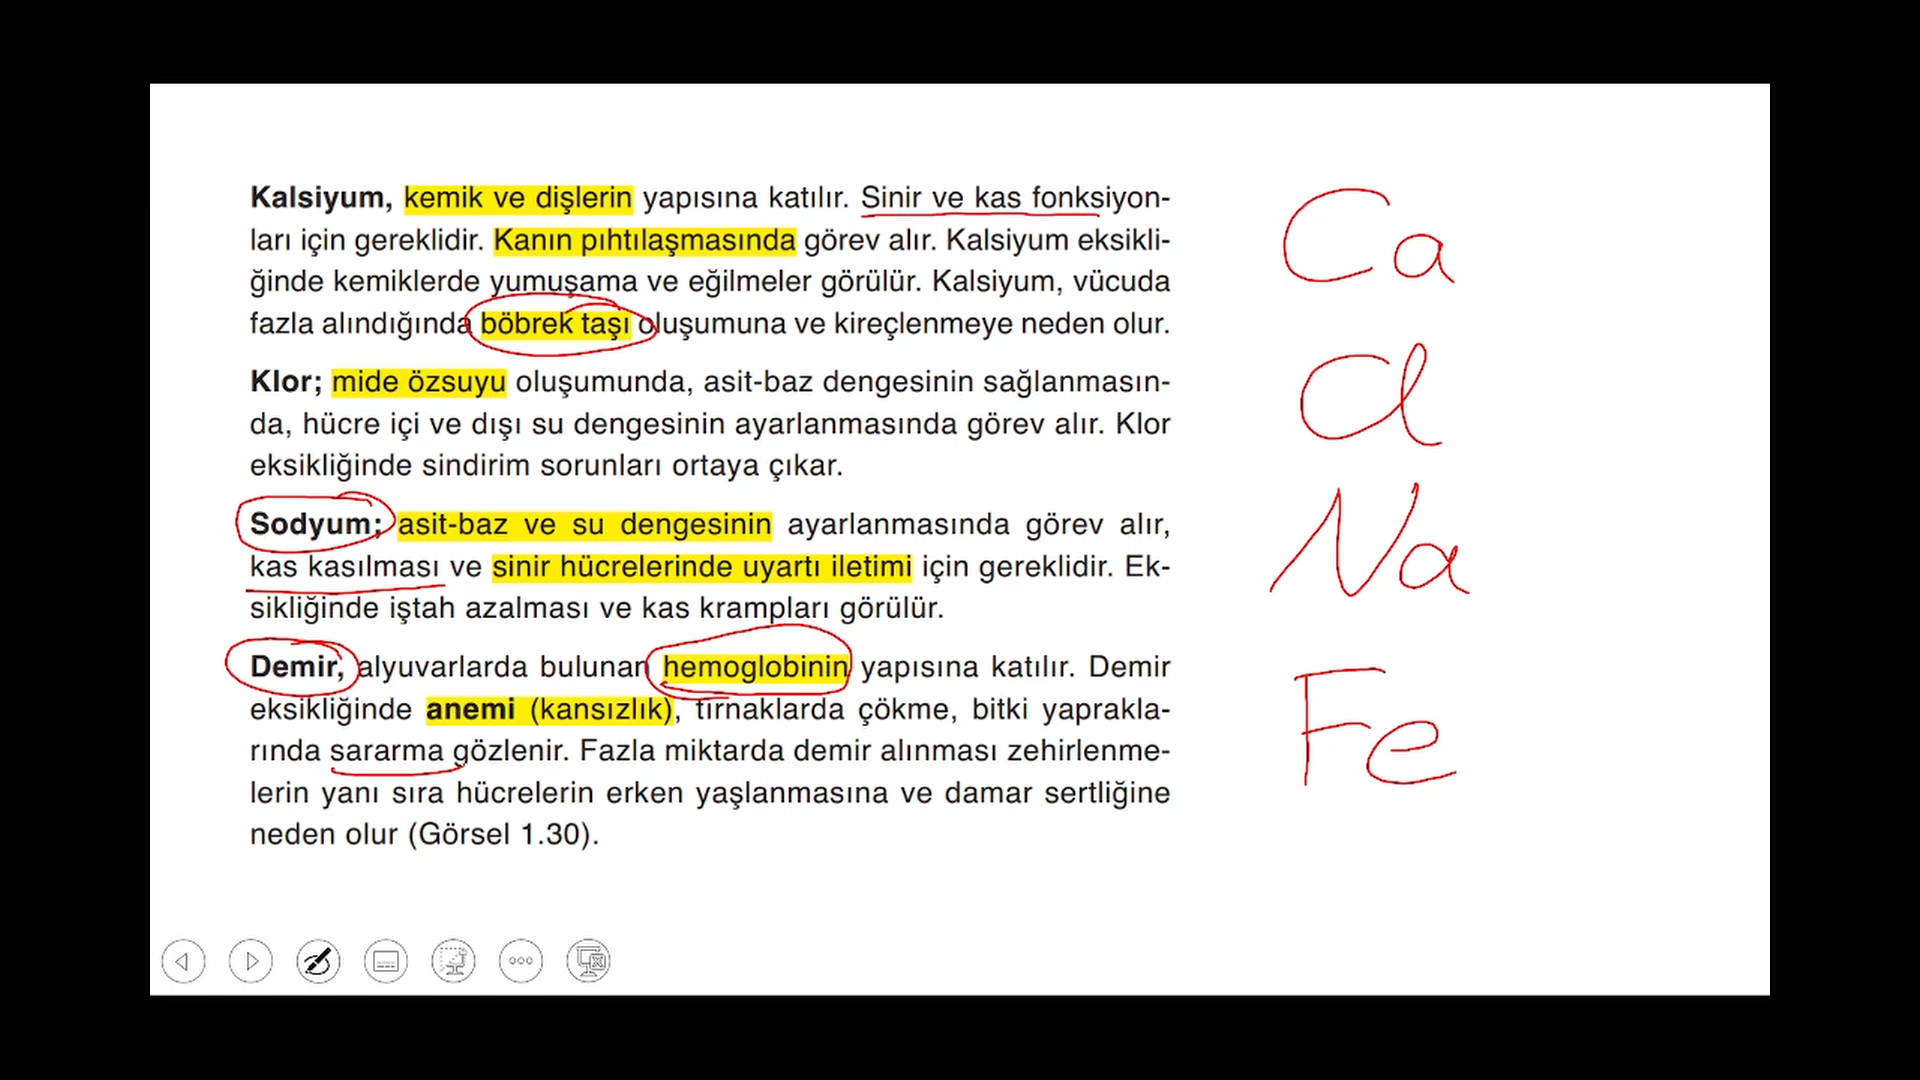 Kalsiyum, kemik ve dişlerin yapısına katılır. Sinir ve kas fonksiyon-
ları için gereklidir. Kanın pıhtılaşmasında görev alır. Kalsiyum eksikli-
ğinde kemiklerde yumuşama ve eğilmeler görülür. Kalsiyum, vücuda
fazla alındığında böbrek taşı oluşumuna ve kireçlenmeye neden olur.
Ca
Klor; mide özsuyu oluşumunda, asit-baz dengesinin sağlanmasın-
da, hücre içi ve dışı su dengesinin ayarlanmasında görev alır. Klor
eksikliğinde sindirim sorunları ortaya çıkar.
Cl
Sodyum; asit-baz ve su dengesinin ayarlanmasında görev alır,
kas kasılması ve sinir hücrelerinde uyartı iletimi için gereklidir. Ek-
sikliğinde iştah azalması ve kas krampları görülür.
Na
Demir, alyuvarlarda bulunan hemoglobinin yapısına katılır. Demir
eksikliğinde anemi (kansızlık), tırnaklarda çökme, bitki yaprakla-
rında sararma gözlenir. Fazla miktarda demir alınması zehirlenme-
lerin yanı sıra hücrelerin erken yaşlanmasına ve damar sertliğine
neden olur (Görsel 1.30).
Fe